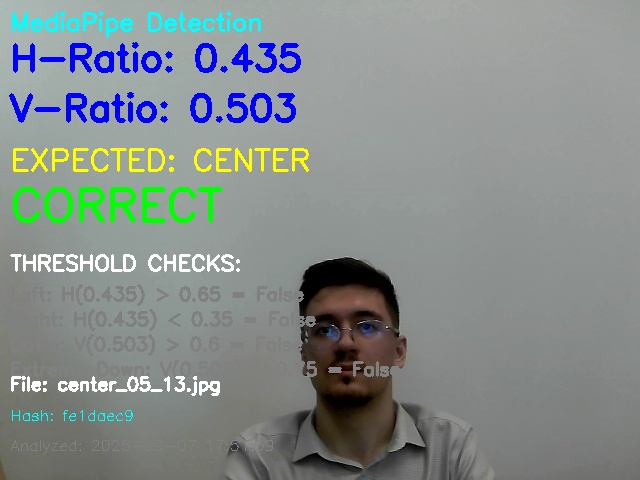 MediaPipe Detection
H-Ratio: 0.435
V-Ratio: 0.503
EXPECTED: CENTER
CORRECT
THRESHOLD CHECKS:
H(0.435) > 0.65 = False
H(0.435) < 0.35 = False
V(0.503) > 0.6 = False
Down: = False
File: center_05_13.jpg
Hash: fe1daec9
Analyzed: